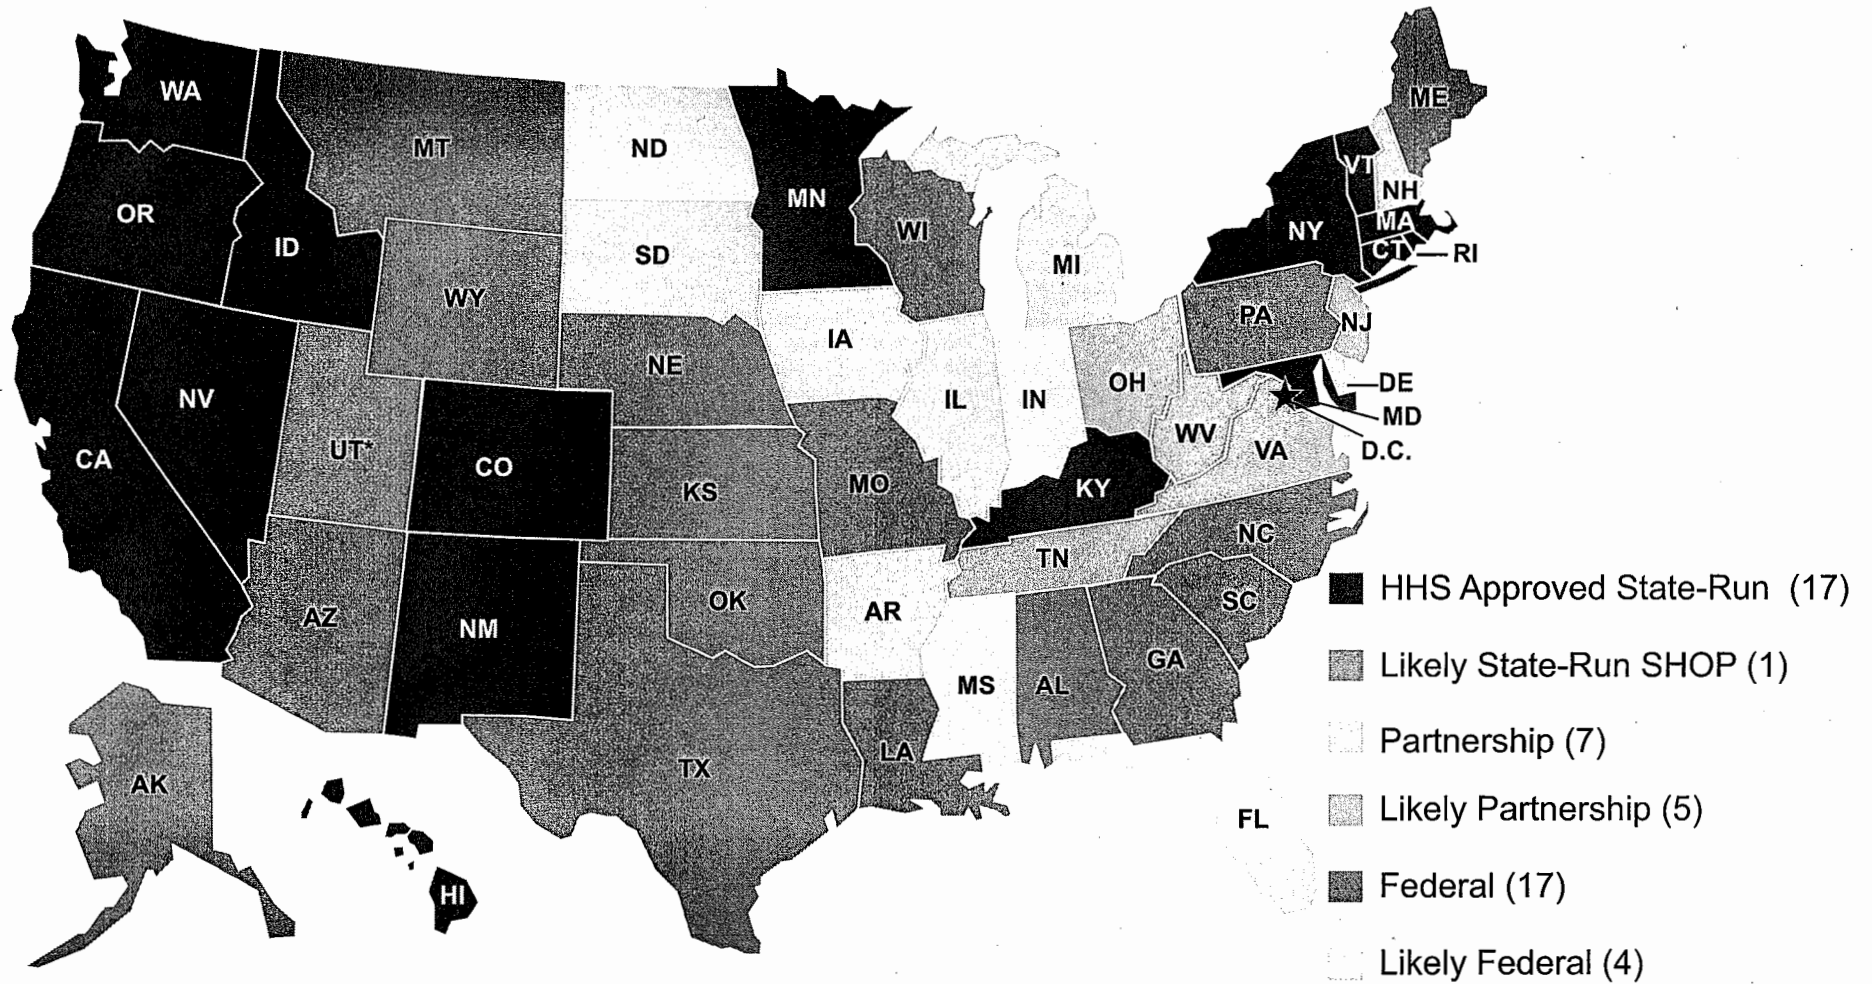 WA
MT
ND
MN
ME
OR
ID
WY
SD
WI
MI
NY
VT
NH
MA
CT
RI
PA
NJ
NV
UT*
CO
NE
IA
IL
IN
OH
WV
VA
DE
MD
D.C.
CA
KS
MO
KY
NC
TN
AZ
NM
OK
AR
SC
GA
MS
AL
LA
TX
FL
AK
HI
HHS Approved State-Run (17)
Likely State-Run SHOP (1)
Partnership (7)
Likely Partnership (5)
Federal (17)
Likely Federal (4)